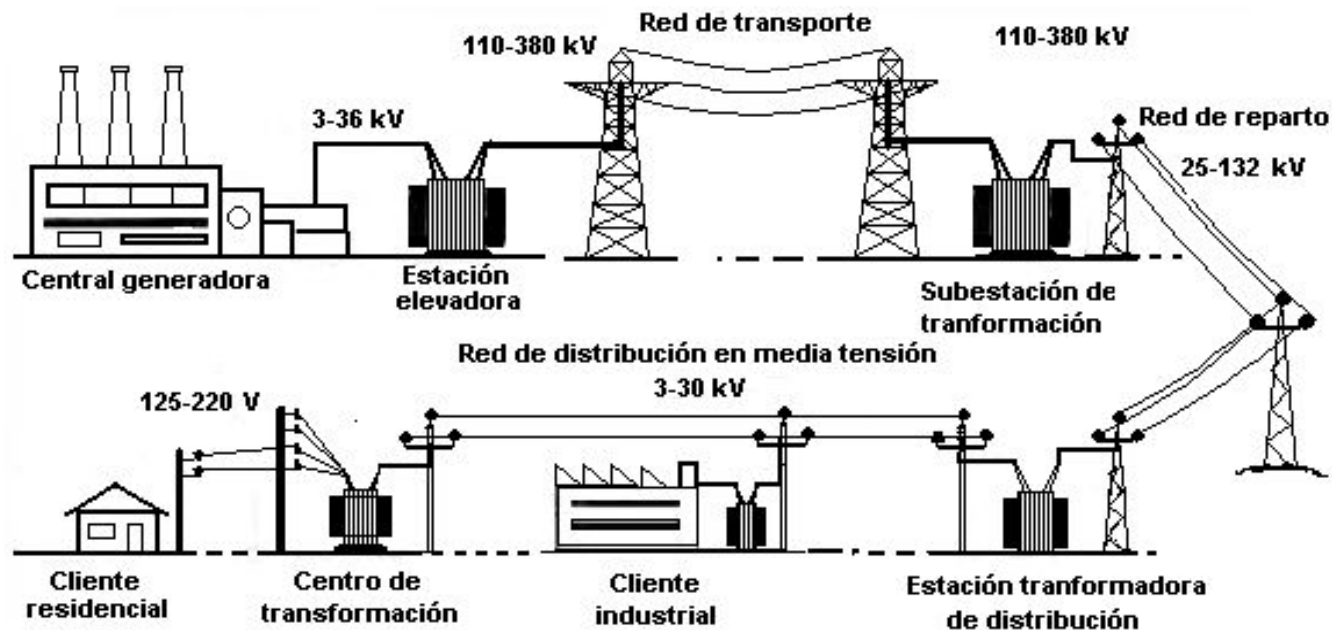 Red de transporte
110-380 kV
110-380 kV
3-36 kV
Red de reparto
25-132 kV
Central generadora
Estación
elevadora
Subestación de
tranformación
Red de distribución en media tensión
3-30 kV
125-220 V
Cliente
residencial
Centro de
transformación
Cliente
industrial
Estación tranformadora
de distribución